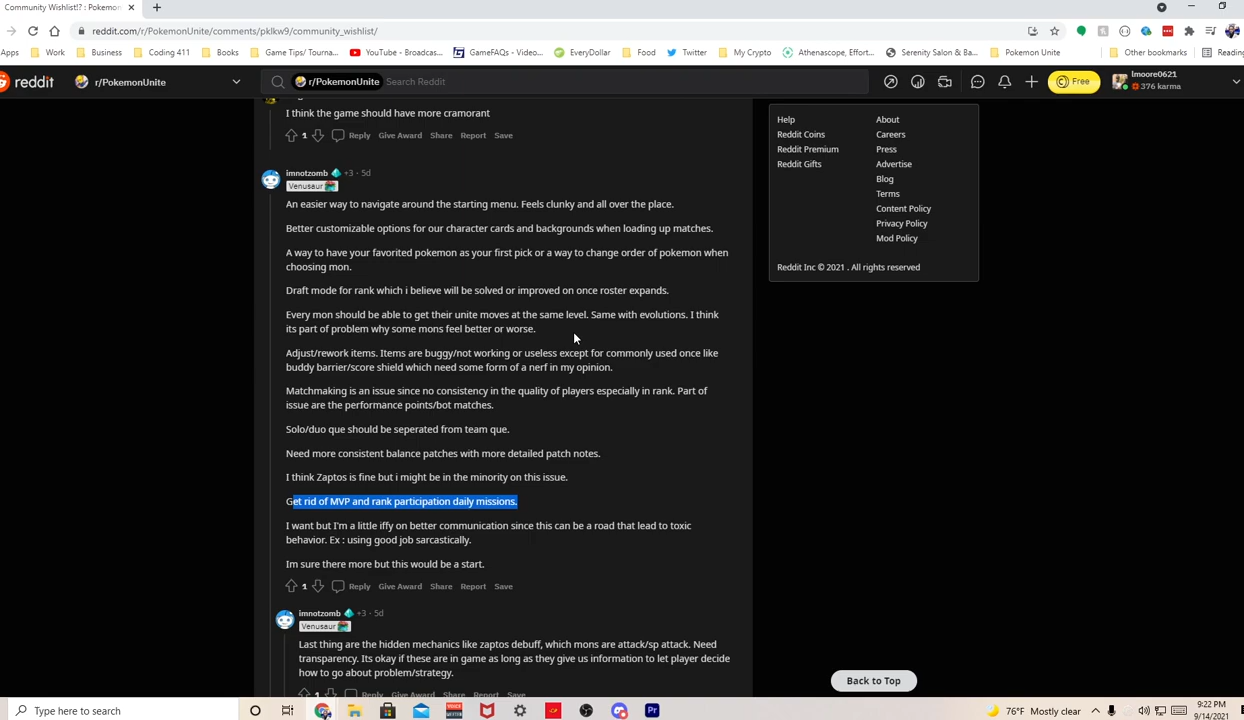 Community Wishlist!? : Pokemon
reddit.com/r/PokemonUnite/comments/pklkw9/community_wishlist/
Apps Work Business Coding 411 Books Game Tips/ Tourna... YouTube - Broadcas... GameFAQs - Video... EveryDollar Food Twitter My Crypto Athenascope, Effort... Serenity Salon & Ba... Pokemon Unite Other bookmarks Reading
reddit r/PokemonUnite r/PokemonUnite Search Reddit Free lmoore0621
376 karma
I think the game should have more cramorant
1 Reply Give Award Share Report Save
imnotzomb +3 · 5d
Venusaur
An easier way to navigate around the starting menu. Feels clunky and all over the place.
Better customizable options for our character cards and backgrounds when loading up matches.
A way to have your favorited pokemon as your first pick or a way to change order of pokemon when
choosing mon.
Draft mode for rank which i believe will be solved or improved on once roster expands.
Every mon should be able to get their unite moves at the same level. Same with evolutions. I think
its part of problem why some mons feel better or worse.
Adjust/rework items. Items are buggy/not working or useless except for commonly used once like
buddy barrier/score shield which need some form of a nerf in my opinion.
Matchmaking is an issue since no consistency in the quality of players especially in rank. Part of
issue are the performance points/bot matches.
Solo/duo que should be seperated from team que.
Need more consistent balance patches with more detailed patch notes.
I think Zaptos is fine but i might be in the minority on this issue.
Get rid of MVP and rank participation daily missions.
I want but I'm a little iffy on better communication since this can be a road that lead to toxic
behavior. Ex : using good job sarcastically.
Im sure there more but this would be a start.
1 Reply Give Award Share Report Save
imnotzomb +3 · 5d
Venusaur
Last thing are the hidden mechanics like zaptos debuff, which mons are attack/sp attack. Need
transparency. Its okay if these are in game as long as they give us information to let player decide
how to go about problem/strategy.
1 Reply Give Award Share Report Save
Help About
Reddit Coins Careers
Reddit Premium Press
Reddit Gifts Advertise
Blog
Terms
Content Policy
Privacy Policy
Mod Policy
Reddit Inc © 2021 . All rights reserved
Back to Top
Type here to search
76°F Mostly clear
9:22 PM
9/14/2021